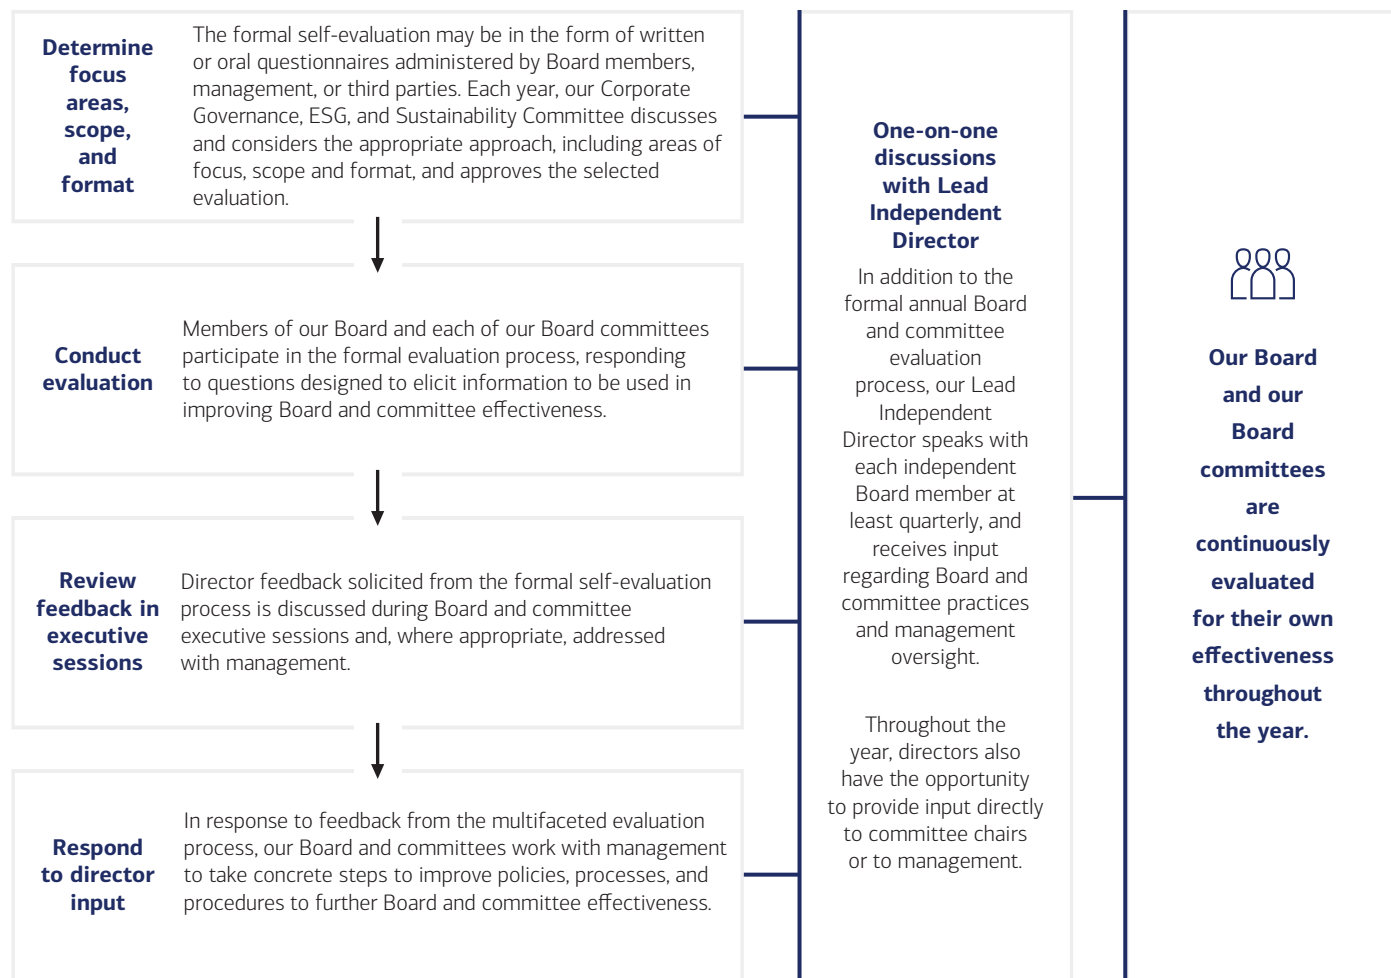 Determine
focus
areas,
scope,
and
format
The formal self-evaluation may be in the form of written
or oral questionnaires administered by Board members,
management, or third parties. Each year, our Corporate
Governance, ESG, and Sustainability Committee discusses
and considers the appropriate approach, including areas of
focus, scope and format, and approves the selected
evaluation.
Conduct
evaluation
Members of our Board and each of our Board committees
participate in the formal evaluation process, responding
to questions designed to elicit information to be used in
improving Board and committee effectiveness.
Review
feedback in
executive
sessions
Director feedback solicited from the formal self-evaluation
process is discussed during Board and committee
executive sessions and, where appropriate, addressed
with management.
Respond
to director
input
In response to feedback from the multifaceted evaluation
process, our Board and committees work with management
to take concrete steps to improve policies, processes, and
procedures to further Board and committee effectiveness.
One-on-one
discussions
with Lead
Independent
Director
In addition to the
formal annual Board
and committee
evaluation
process, our Lead
Independent
Director speaks with
each independent
Board member at
least quarterly, and
receives input
regarding Board and
committee practices
and management
oversight.
Throughout the
year, directors also
have the opportunity
to provide input directly
to committee chairs
or to management.
Our Board
and our
Board
committees
are
continuously
evaluated
for their own
effectiveness
throughout
the year.